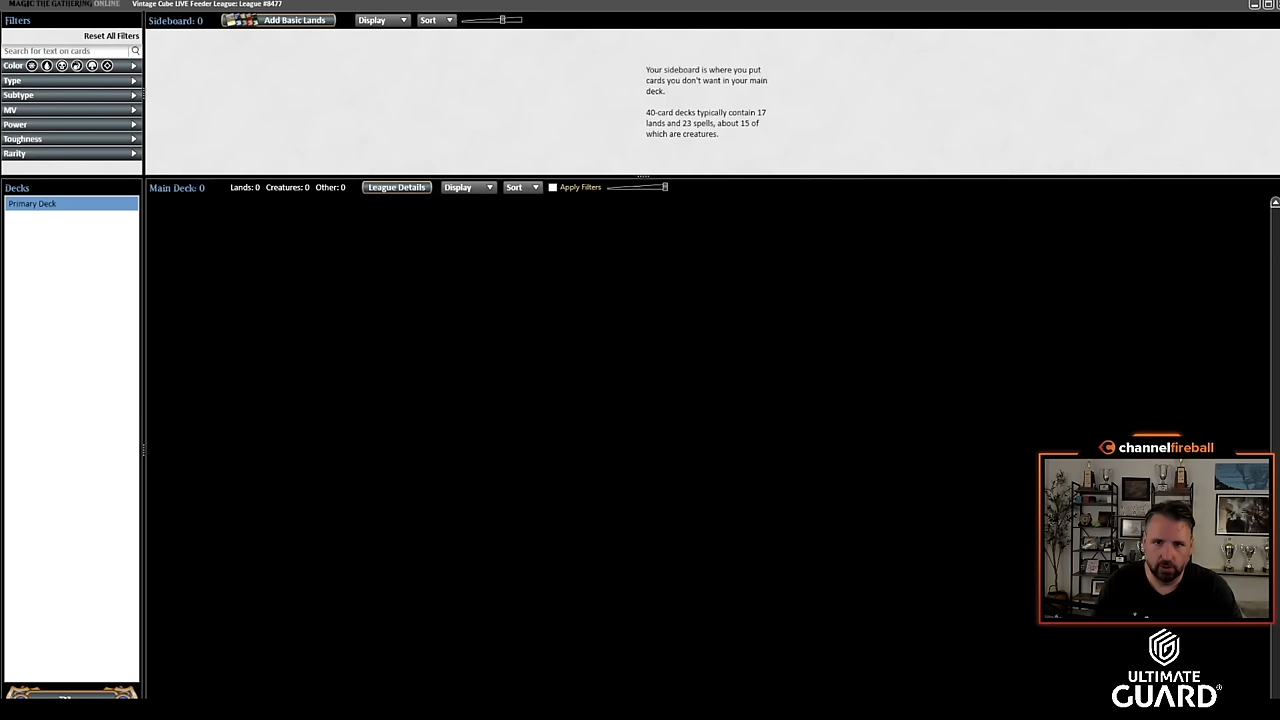 MAGIC THE GATHERING ONLINE
Vintage Cube LIVE Feeder League: League #8477
Filters
Sideboard: 0
Add Basic Lands
Display
Sort
Reset All Filters
Search for text on cards
Color
Type
Subtype
MV
Power
Toughness
Rarity
Your sideboard is where you put
cards you don't want in your main
deck.
40-card decks typically contain 17
lands and 23 spells, about 15 of
which are creatures.
Decks
Main Deck: 0
Lands: 0 Creatures: 0 Other: 0
League Details
Display
Sort
Apply Filters
Primary Deck
channelfireball
ULTIMATE
GUARD®